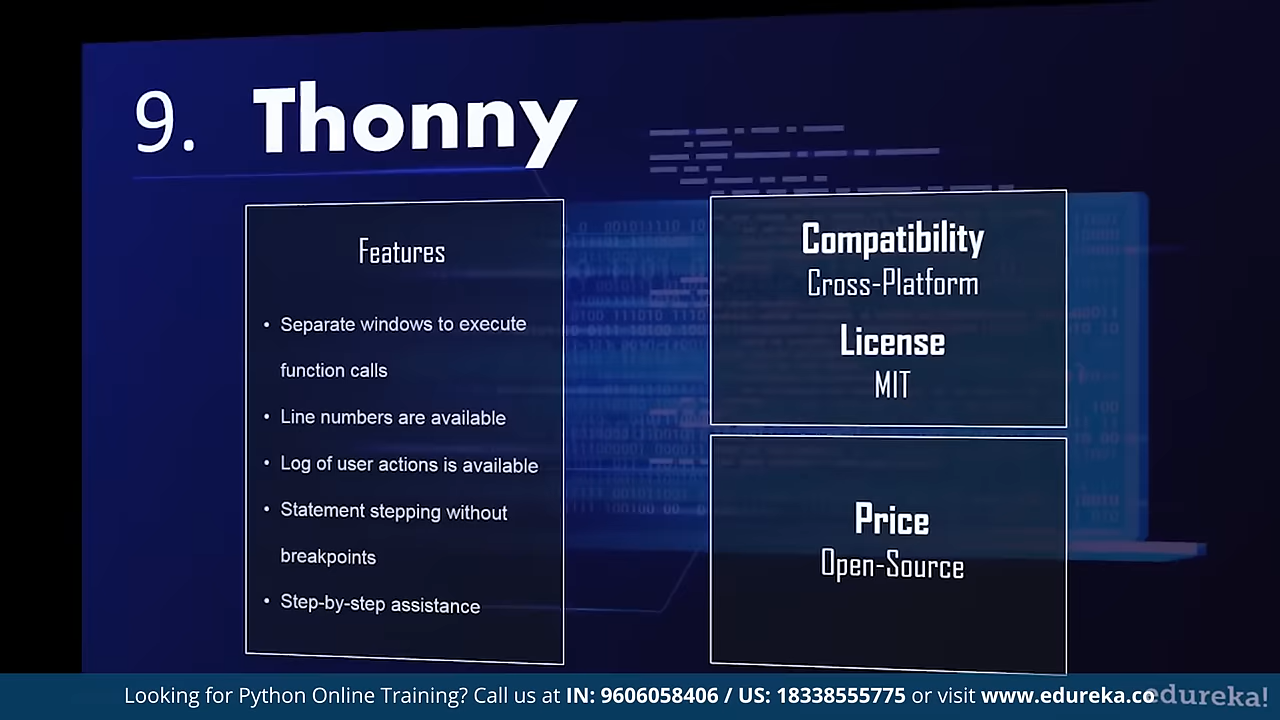 9. Thonny
Features
• Separate windows to execute
function calls
• Line numbers are available
• Log of user actions is available
• Statement stepping without
breakpoints
• Step-by-step assistance
Compatibility
Cross-Platform
License
MIT
Price
Open-Source
Looking for Python Online Training? Call us at IN: 9606058406 / US: 18338555775 or visit www.edureka.co
edureka!